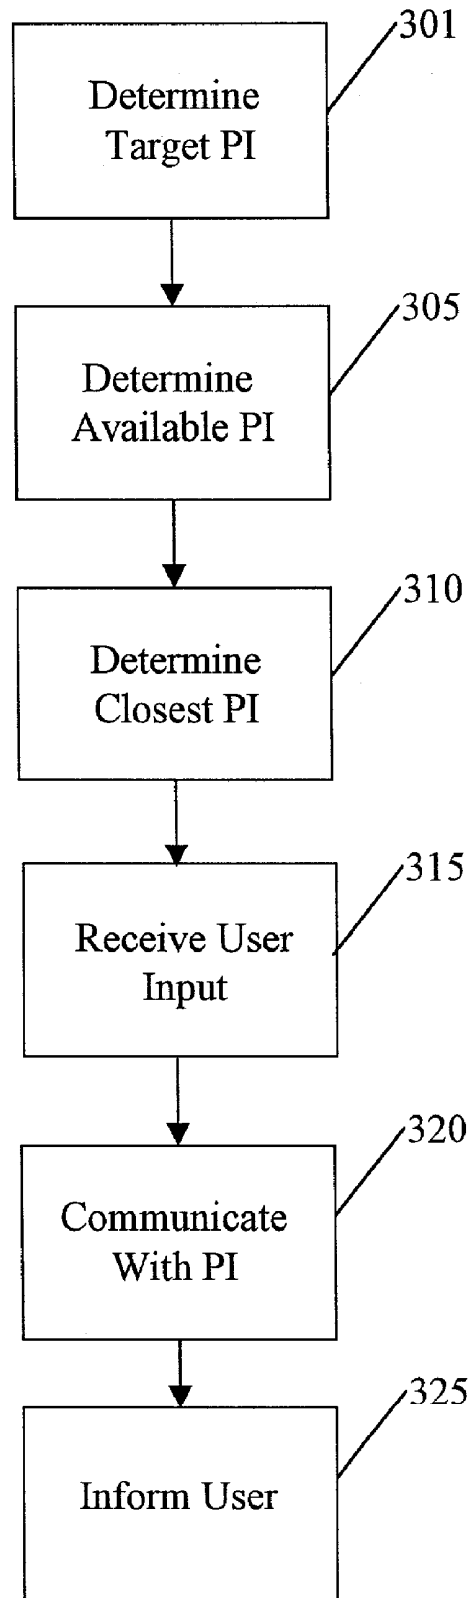 301
Determine
Target PI
305
Determine
Available PI
310
Determine
Closest PI
315
Receive User
Input
320
Communicate
With PI
325
Inform User